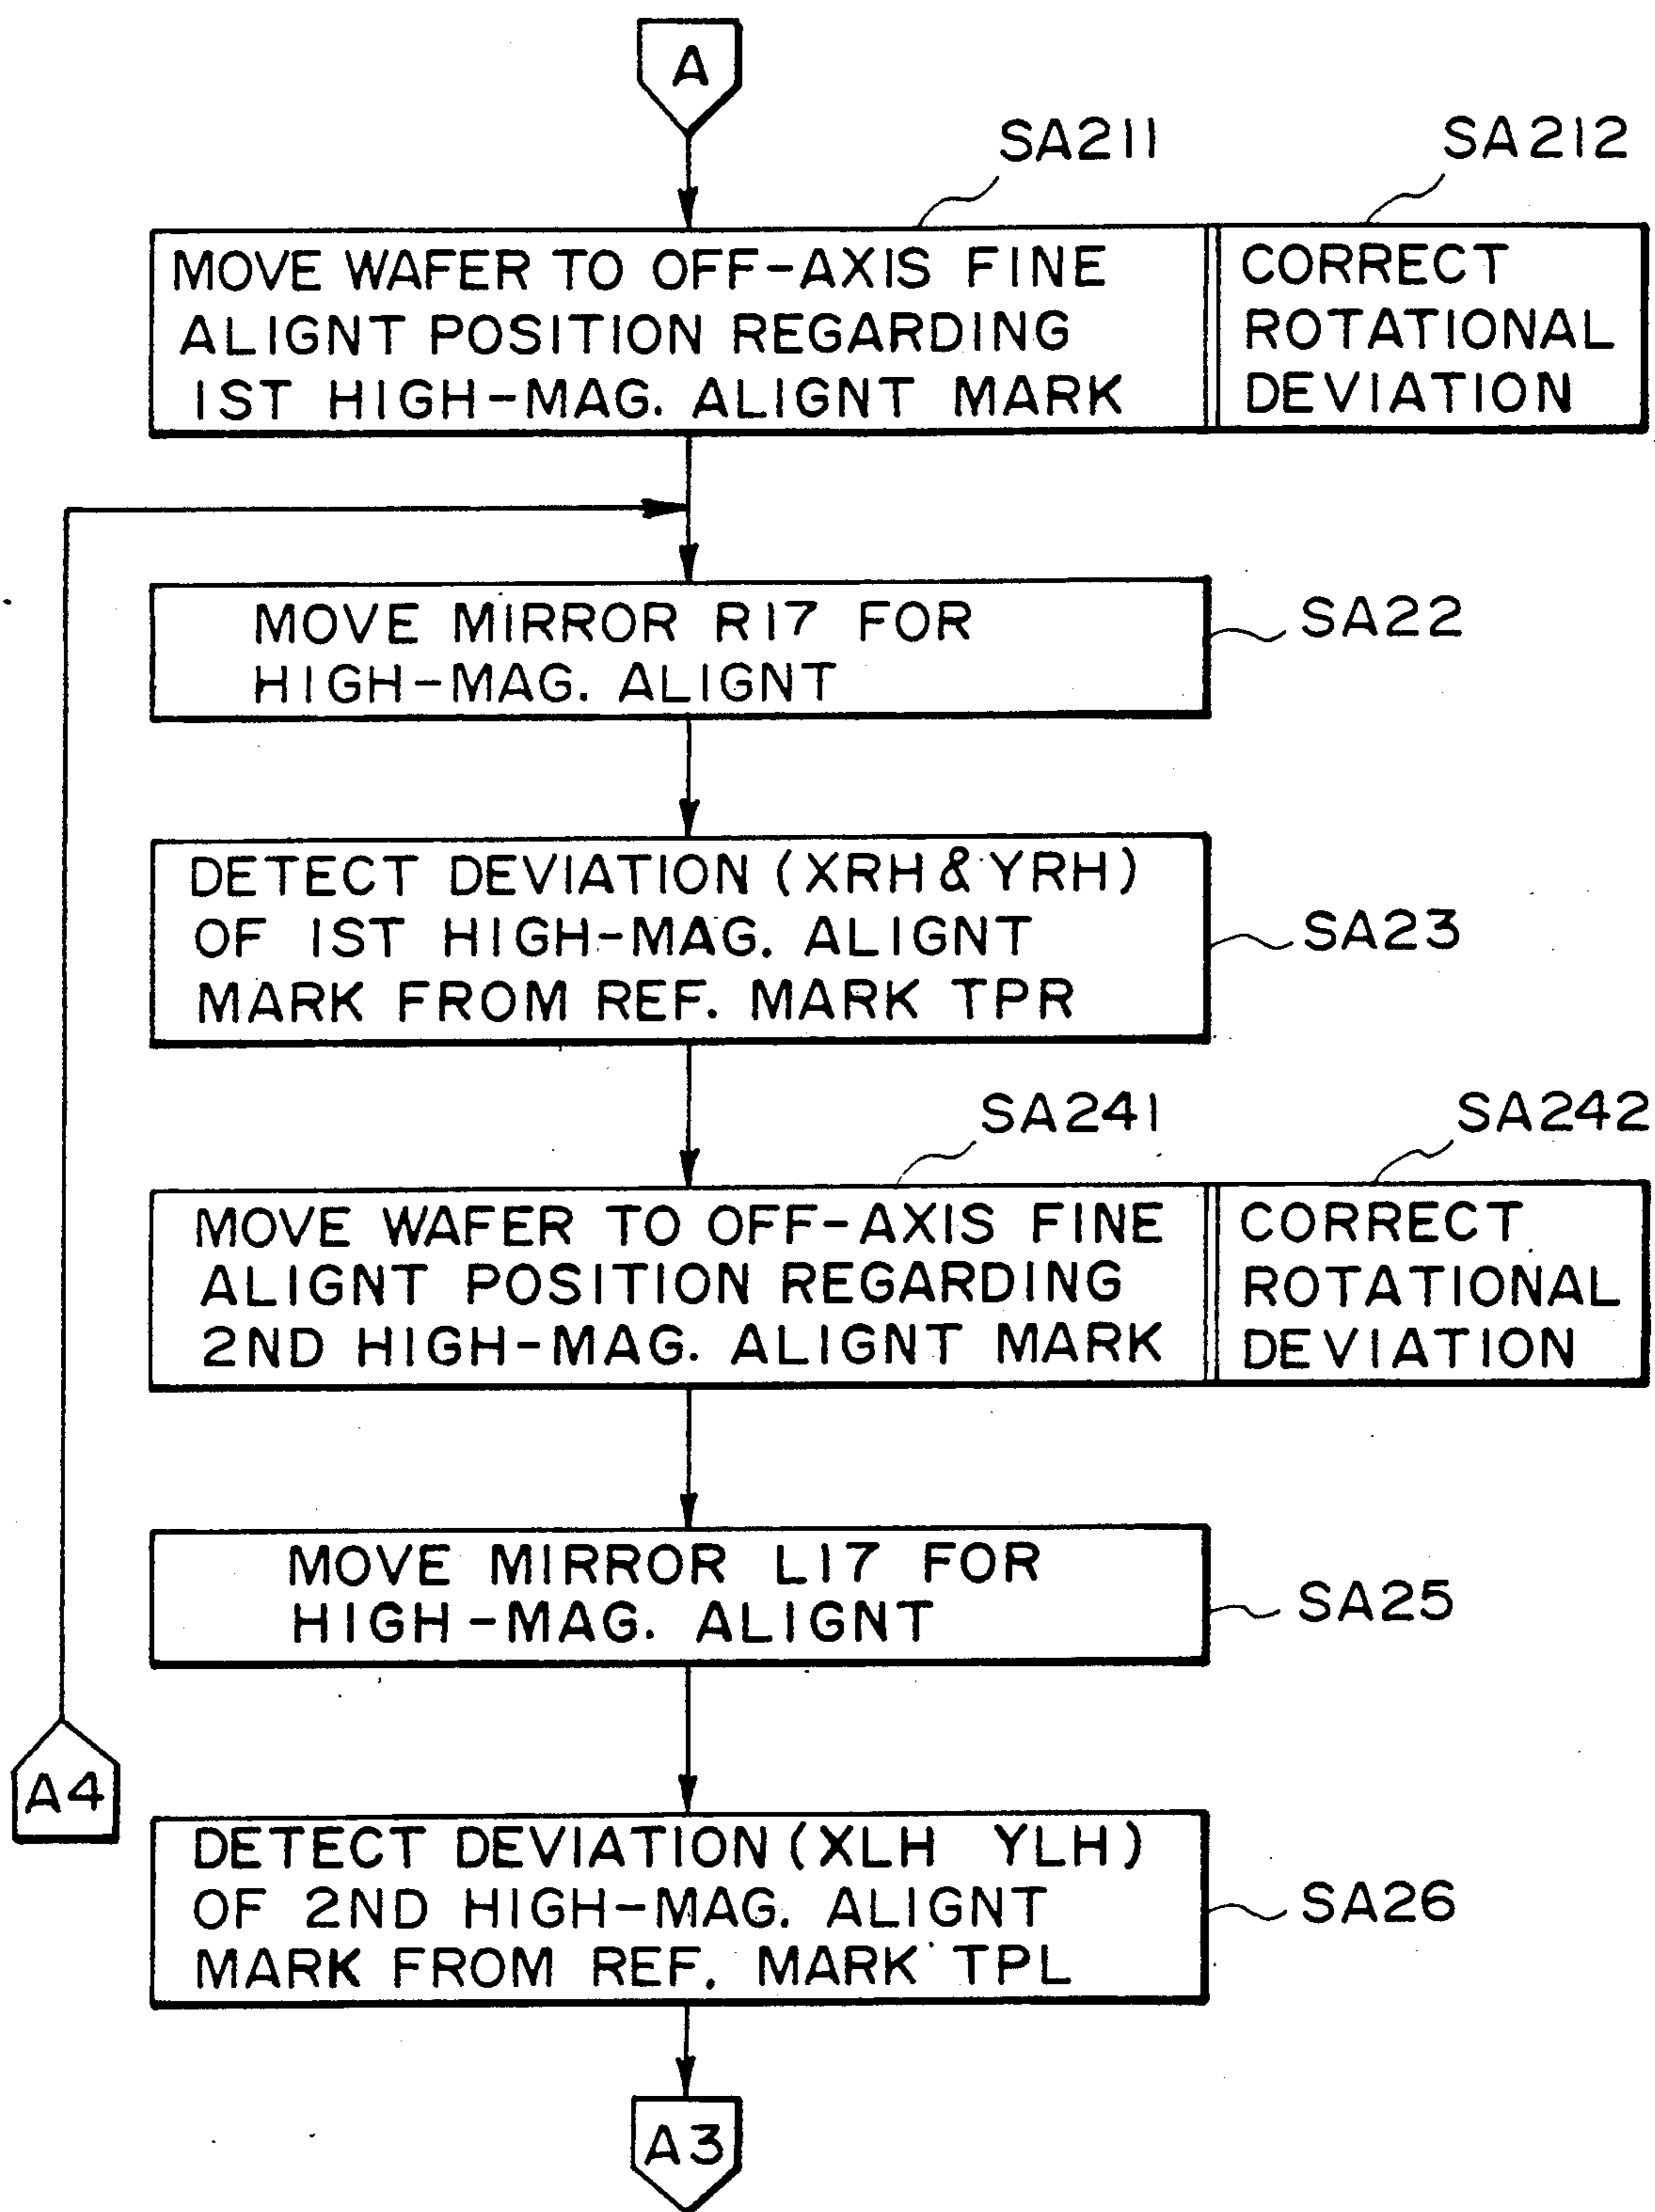 A
SA211
SA212
MOVE WAFER TO OFF-AXIS FINE
ALIGNT POSITION REGARDING
1ST HIGH-MAG. ALIGNT MARK
CORRECT
ROTATIONAL
DEVIATION
MOVE MIRROR R17 FOR
HIGH-MAG. ALIGNT
SA22
DETECT DEVIATION (XRH & YRH)
OF 1ST HIGH-MAG. ALIGNT
MARK FROM REF. MARK TPR
SA23
SA241
SA242
MOVE WAFER TO OFF-AXIS FINE
ALIGNT POSITION REGARDING
2ND HIGH-MAG. ALIGNT MARK
CORRECT
ROTATIONAL
DEVIATION
MOVE MIRROR L17 FOR
HIGH-MAG. ALIGNT
SA25
A4
DETECT DEVIATION (XLH YLH)
OF 2ND HIGH-MAG. ALIGNT
MARK FROM REF. MARK TPL
SA26
A3